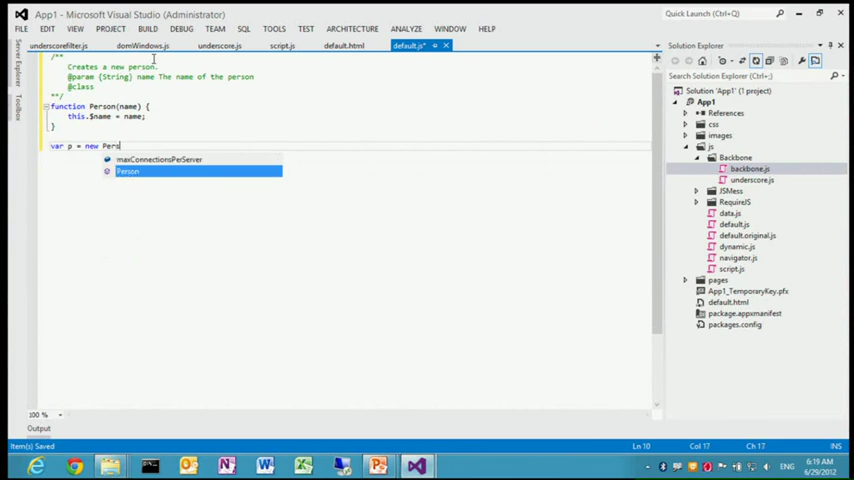 App1 - Microsoft Visual Studio (Administrator)
Quick Launch (Ctrl+Q)
FILE EDIT VIEW PROJECT BUILD DEBUG TEAM SQL TOOLS TEST ARCHITECTURE ANALYZE WINDOW HELP
underscorefilter.js domWindows.js underscore.js script.js default.html default.js*
Server Explorer
Toolbox
/**
Creates a new person.
@param {String} name The name of the person
@class
**/
function Person(name) {
this.$name = name;
}
var p = new Pers
maxConnectionsPerServer
Person
Solution Explorer
Search Solution Explorer (Ctrl+;)
Solution 'App1' (1 project)
App1
References
css
images
js
Backbone
backbone.js
underscore.js
JSMess
RequireJS
data.js
default.js
default.original.js
dynamic.js
navigator.js
script.js
pages
App1_TemporaryKey.pfx
default.html
package.appxmanifest
packages.config
100 %
Output
Item(s) Saved
Ln 10 Col 17 Ch 17 INS
ENG
6:19 AM
6/29/2012